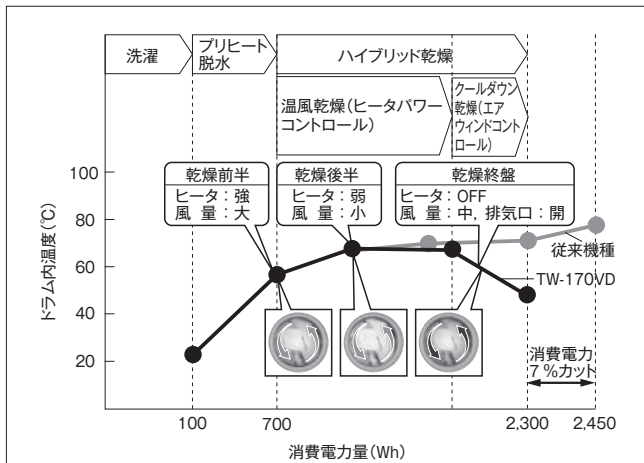 洗濯
プリヒート
脱水
ハイブリッド乾燥
温風乾燥(ヒータパワー
コントロール)
クールダウン
乾燥(エア
ウィンドコント
ロール)
乾燥前半
ヒータ:強
風 量:大
乾燥後半
ヒータ:弱
風 量:小
乾燥終盤
ヒータ:OFF
風 量:中, 排気口:開
従来機種
TW-170VD
消費電力
7 %カット
ドラム内温度(℃)
100
80
60
40
20
100
700
2,300
2,450
消費電力量(Wh)